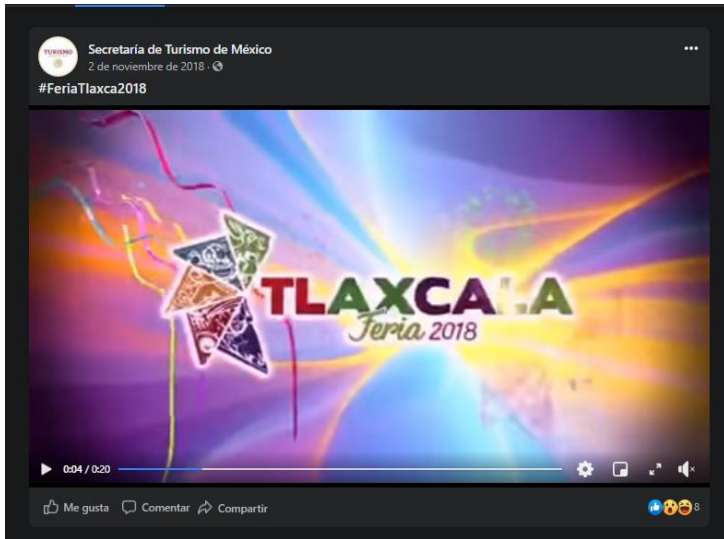 TURISMO
Secretaría de Turismo de México
2 de noviembre de 2018 ·
#FeriaTlaxca2018
TLAXCALA
Feria 2018
0:04 / 0:20
Me gusta Comentar Compartir
8